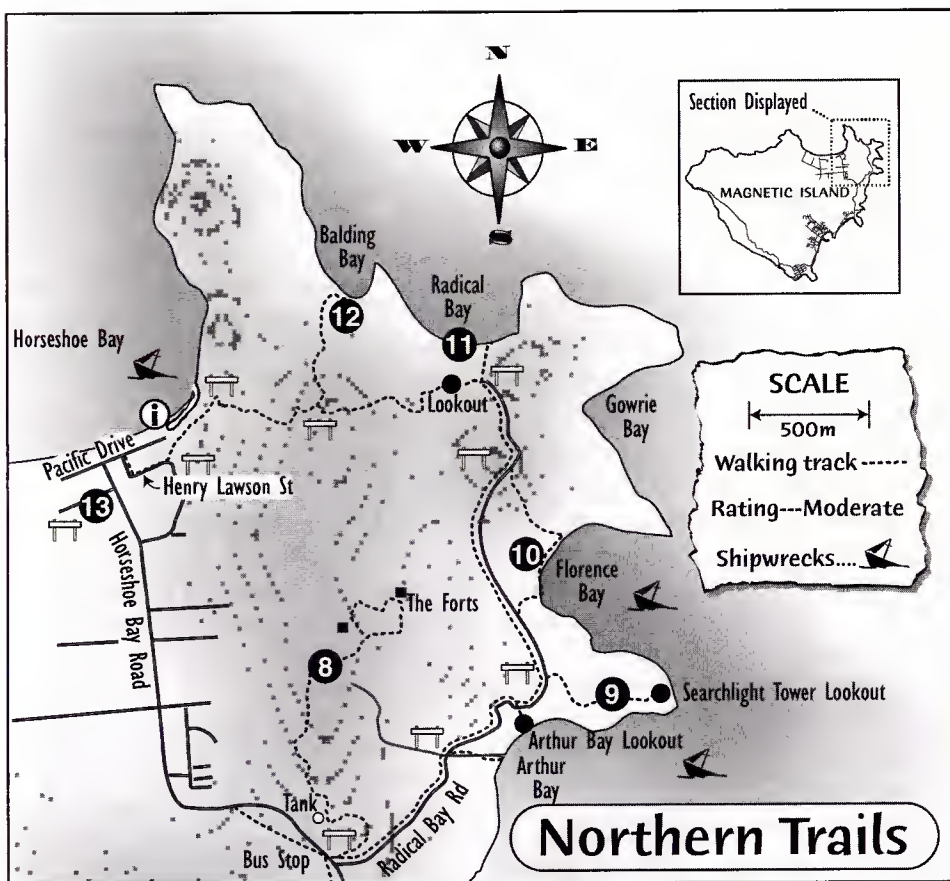 N
W
E
S
Section Displayed
MAGNETIC ISLAND
Balding
Bay
Radical
Bay
12
11
Horseshoe Bay
Lookout
Gowrie
Bay
SCALE
500m
Walking track
Rating---Moderate
Shipwrecks....
i
Pacific Drive
Henry Lawson St
13
10
Florence
Bay
Horseshoe Bay
Road
The Forts
8
9
Searchlight Tower Lookout
Arthur Bay Lookout
Arthur
Bay
Tank
Radical Bay Rd
Bus Stop
Northern Trails